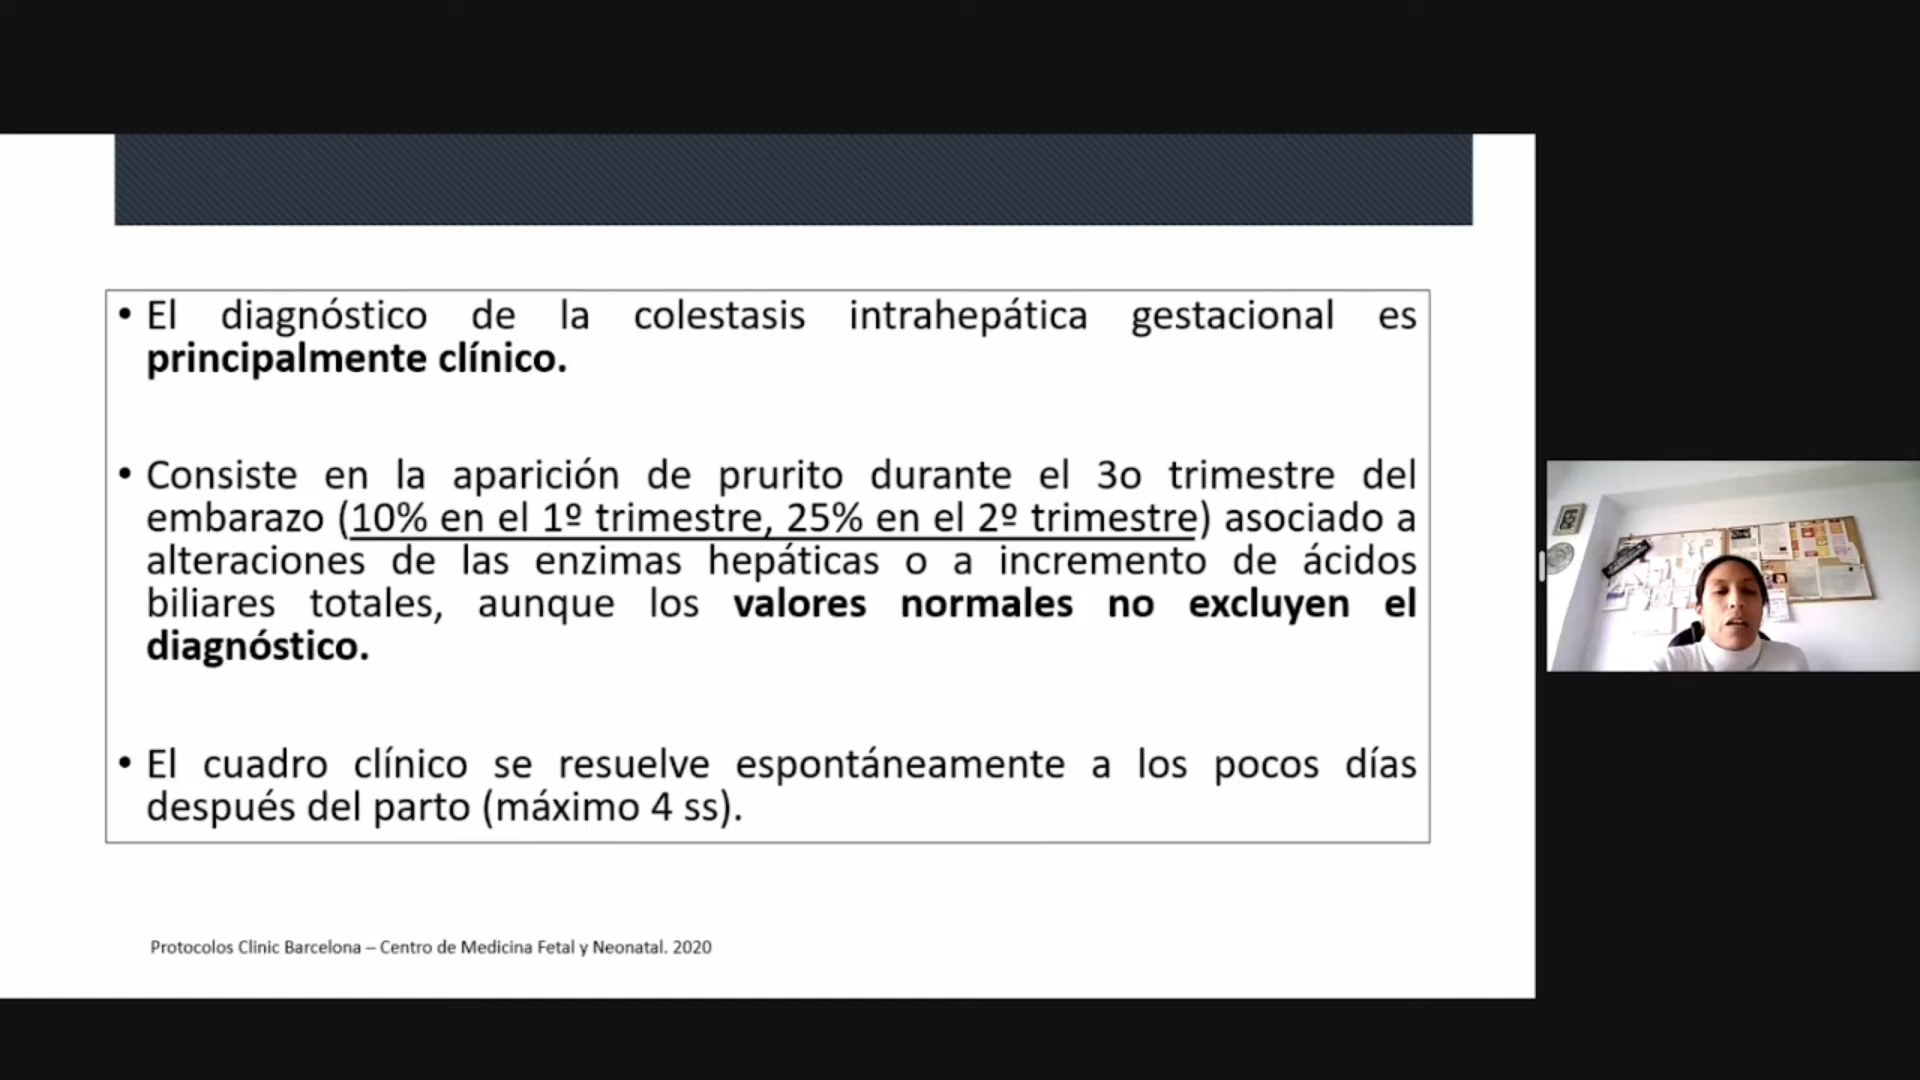 • El diagnóstico de la colestasis intrahepática gestacional es
principalmente clínico.
• Consiste en la aparición de prurito durante el 3o trimestre del
embarazo (10% en el 1º trimestre, 25% en el 2º trimestre) asociado a
alteraciones de las enzimas hepáticas o a incremento de ácidos
biliares totales, aunque los valores normales no excluyen el
diagnóstico.
• El cuadro clínico se resuelve espontáneamente a los pocos días
después del parto (máximo 4 ss).
Protocolos Clinic Barcelona – Centro de Medicina Fetal y Neonatal. 2020